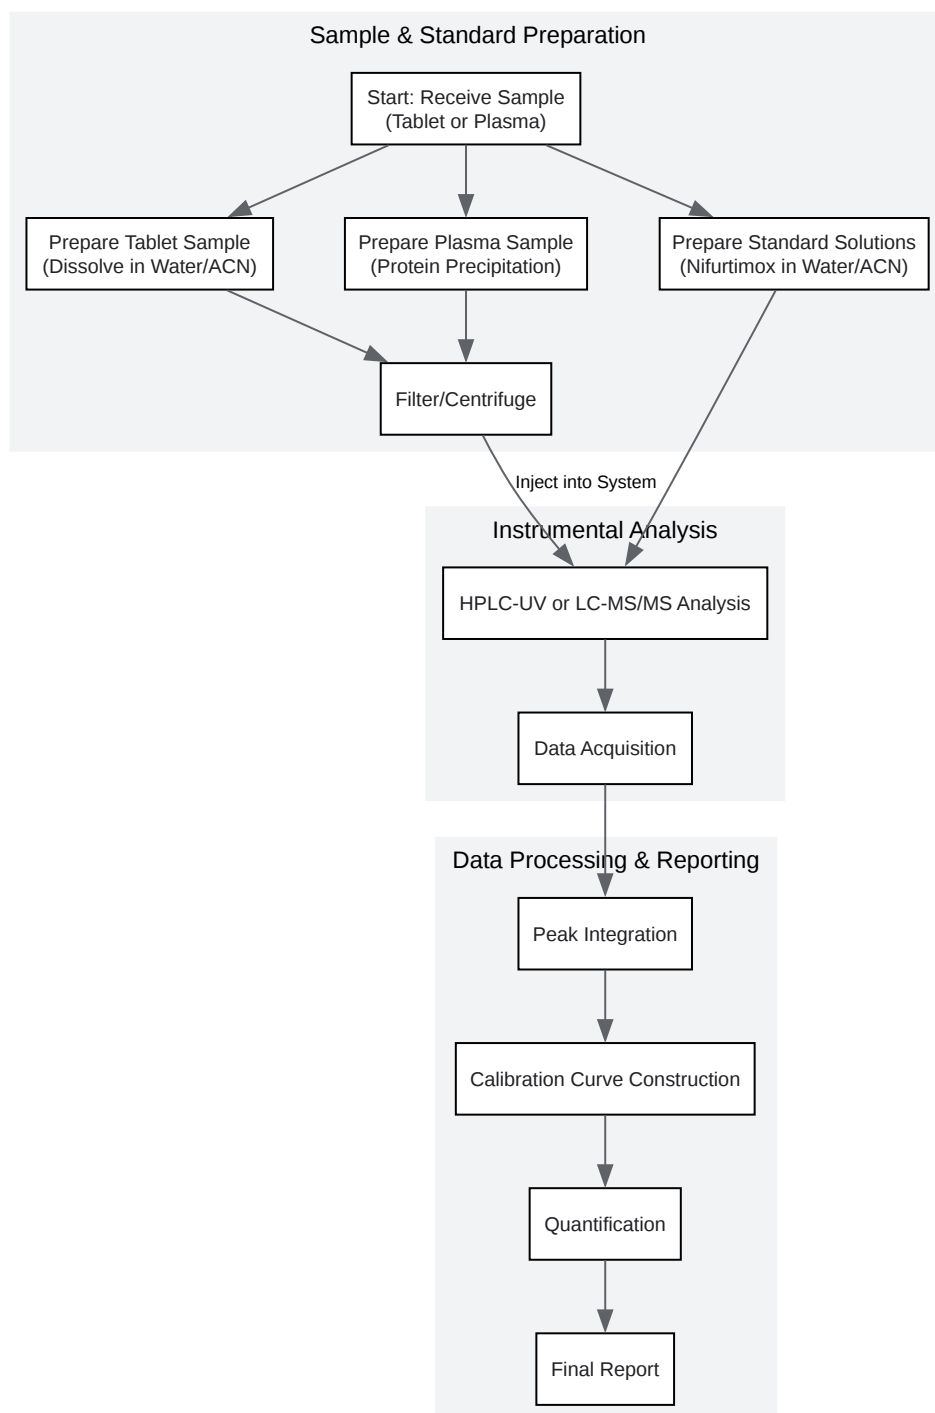 Sample & Standard Preparation
Start: Receive Sample
(Tablet or Plasma)
Prepare Tablet Sample
(Dissolve in Water/ACN)
Prepare Plasma Sample
(Protein Precipitation)
Prepare Standard Solutions
(Nifurtimox in Water/ACN)
Filter/Centrifuge
Inject into System
Instrumental Analysis
HPLC-UV or LC-MS/MS Analysis
Data Acquisition
Data Processing & Reporting
Peak Integration
Calibration Curve Construction
Quantification
Final Report